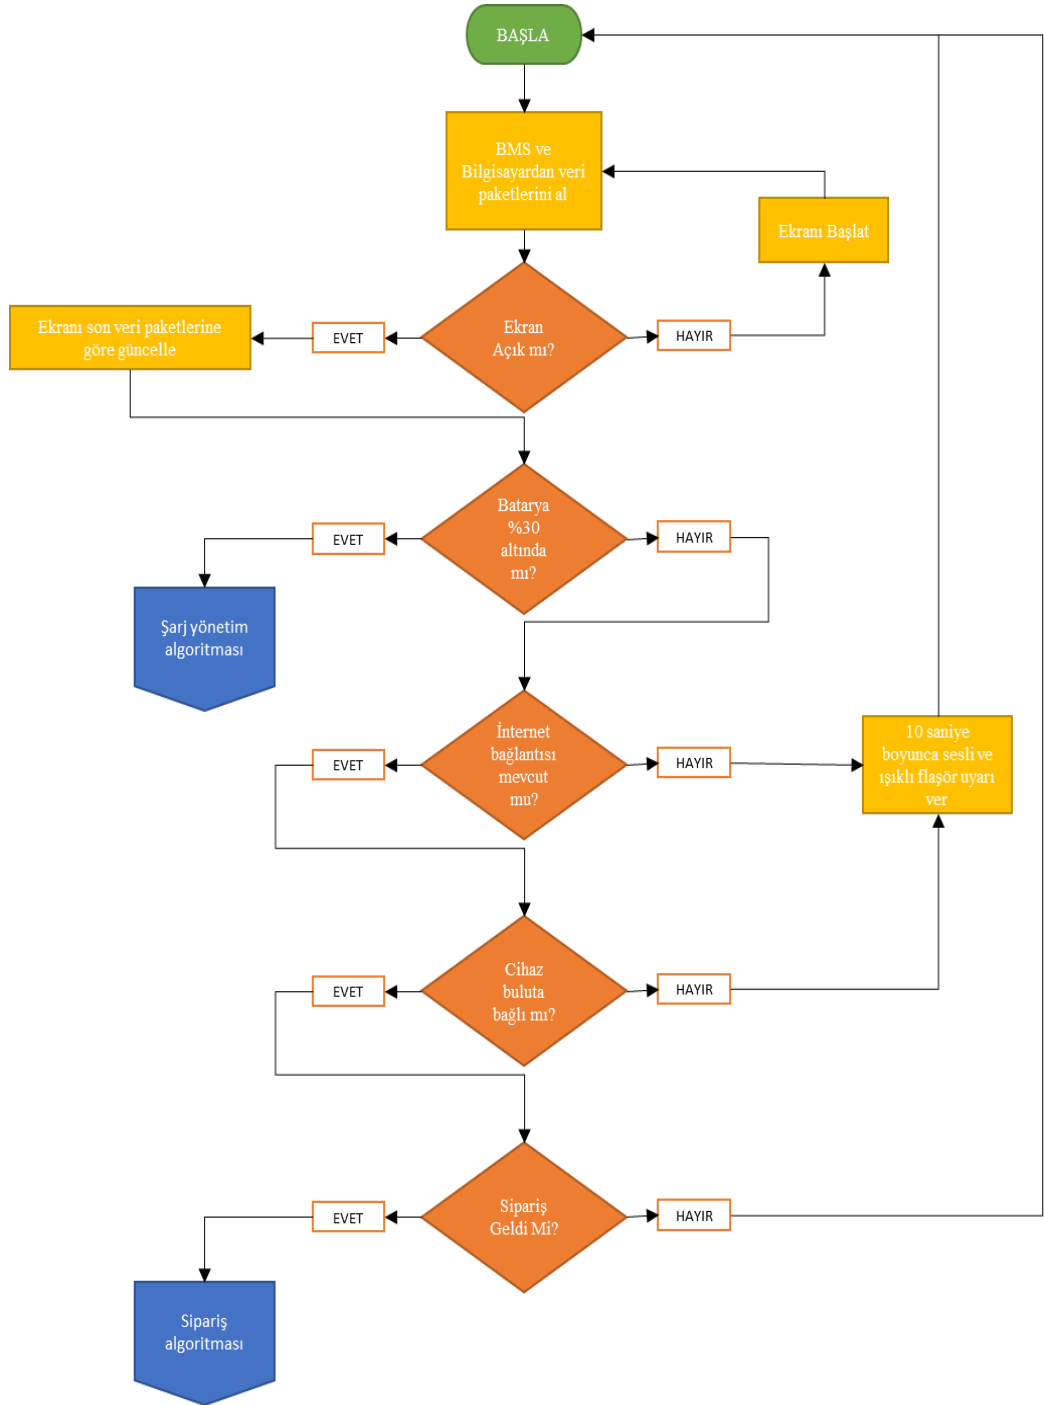 BAŞLA
BMS ve
Bilgisayardan veri
paketlerini al
Ekranı Başlat
Ekranı son veri paketlerine
göre güncelle
EVET
Ekran
Açık mı?
HAYIR
Batarya
%30
altında
mı?
EVET
HAYIR
Şarj yönetim
algoritması
İnternet
bağlantısı
mevcut
mu?
EVET
HAYIR
10 saniye
boyunca sesli ve
ışıklı flaşör uyarı
ver
Cihaz
buluta
bağlı mı?
EVET
HAYIR
Sipariş
Geldi Mi?
EVET
HAYIR
Sipariş
algoritması